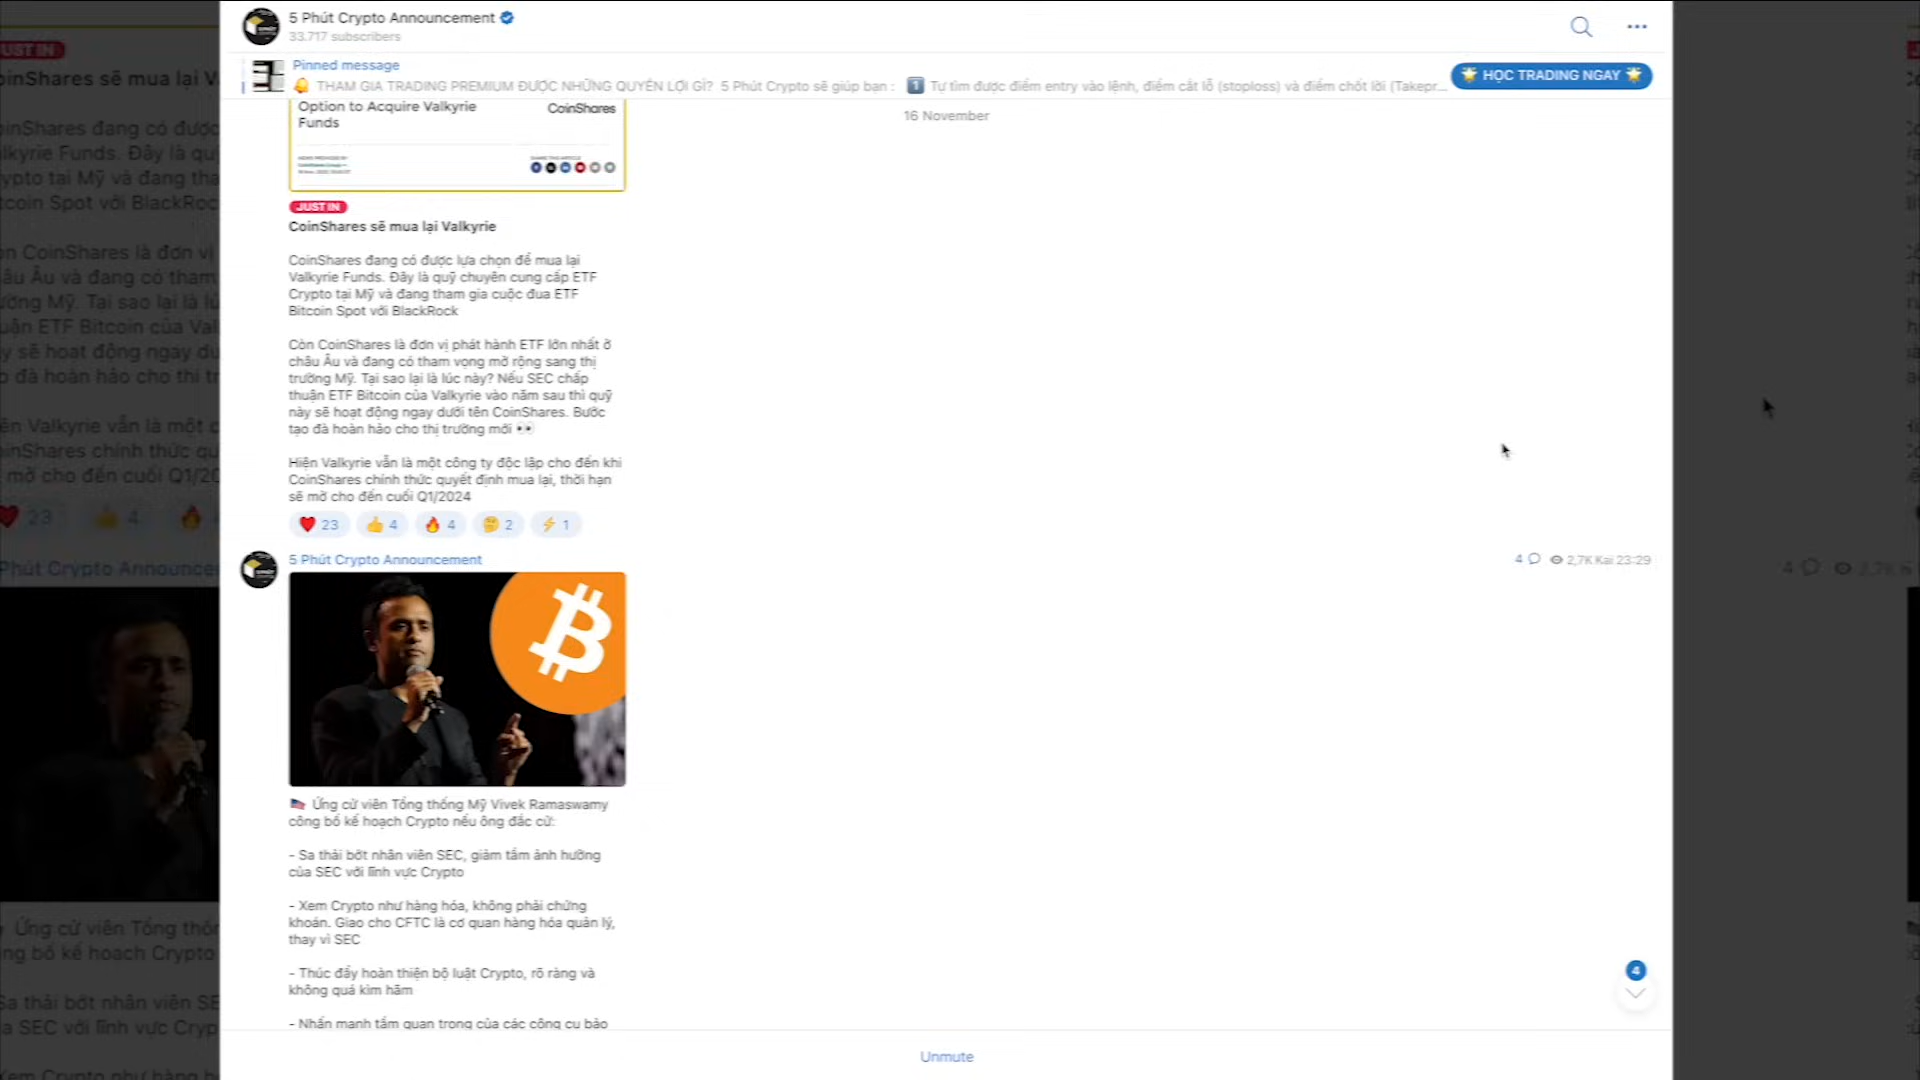 5 Phút Crypto Announcement
33.717 subscribers
Pinned message
THAM GIA TRADING PREMIUM ĐƯỢC NHỮNG QUYỀN LỢI GÌ? 5 Phút Crypto sẽ giúp bạn : 1 Tự tìm được điểm entry vào lệnh, điểm cắt lỗ (stoploss) và điểm chốt lời (Takepr...
HỌC TRADING NGAY
16 November
Option to Acquire Valkyrie
Funds
CoinShares
JUST IN
CoinShares sẽ mua lại Valkyrie
CoinShares đang có được lựa chọn để mua lại
Valkyrie Funds. Đây là quỹ chuyên cung cấp ETF
Crypto tại Mỹ và đang tham gia cuộc đua ETF
Bitcoin Spot với BlackRock
Còn CoinShares là đơn vị phát hành ETF lớn nhất ở
châu Âu và đang có tham vọng mở rộng sang thị
trường Mỹ. Tại sao lại là lúc này? Nếu SEC chấp
thuận ETF Bitcoin của Valkyrie vào năm sau thì quỹ
này sẽ hoạt động ngay dưới tên CoinShares. Bước
tạo đà hoàn hảo cho thị trường mới
Hiện Valkyrie vẫn là một công ty độc lập cho đến khi
CoinShares chính thức quyết định mua lại, thời hạn
sẽ mở cho đến cuối Q1/2024
23 4 4 2 1
5 Phút Crypto Announcement
4 2,7K Kai 23:29
Ứng cử viên Tổng thống Mỹ Vivek Ramaswamy
công bố kế hoạch Crypto nếu ông đắc cử:
- Sa thải bớt nhân viên SEC, giảm tầm ảnh hưởng
của SEC với lĩnh vực Crypto
- Xem Crypto như hàng hóa, không phải chứng
khoán. Giao cho CFTC là cơ quan hàng hóa quản lý,
thay vì SEC
- Thúc đẩy hoàn thiện bộ luật Crypto, rõ ràng và
không quá kìm hãm
- Nhấn mạnh tầm quan trọng của các công cụ bảo
4
Unmute